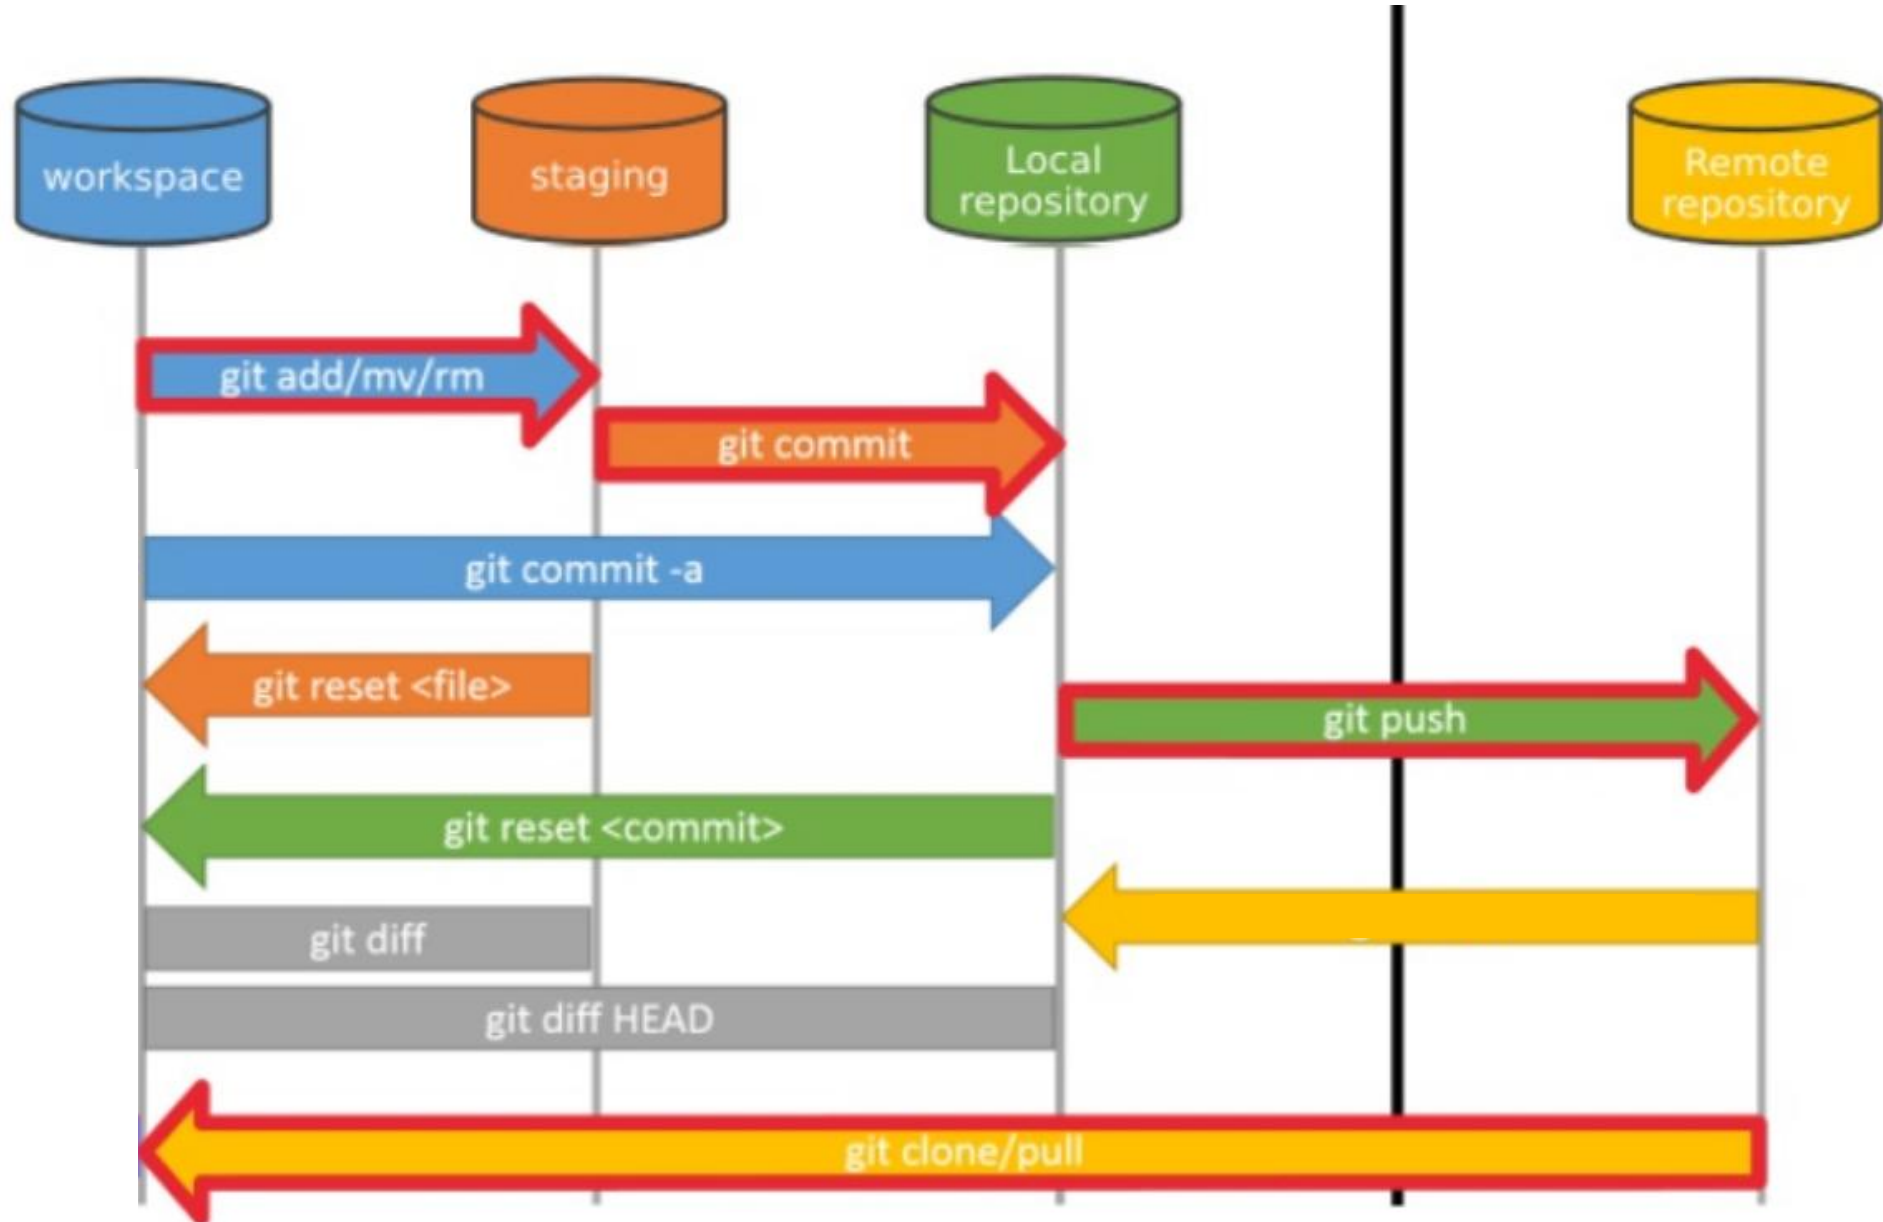 workspace
staging
Local
repository
Remote
repository
git add/mv/rm
git commit
git commit -a
git reset <file>
git push
git reset <commit>
git diff
git diff HEAD
git clone/pull